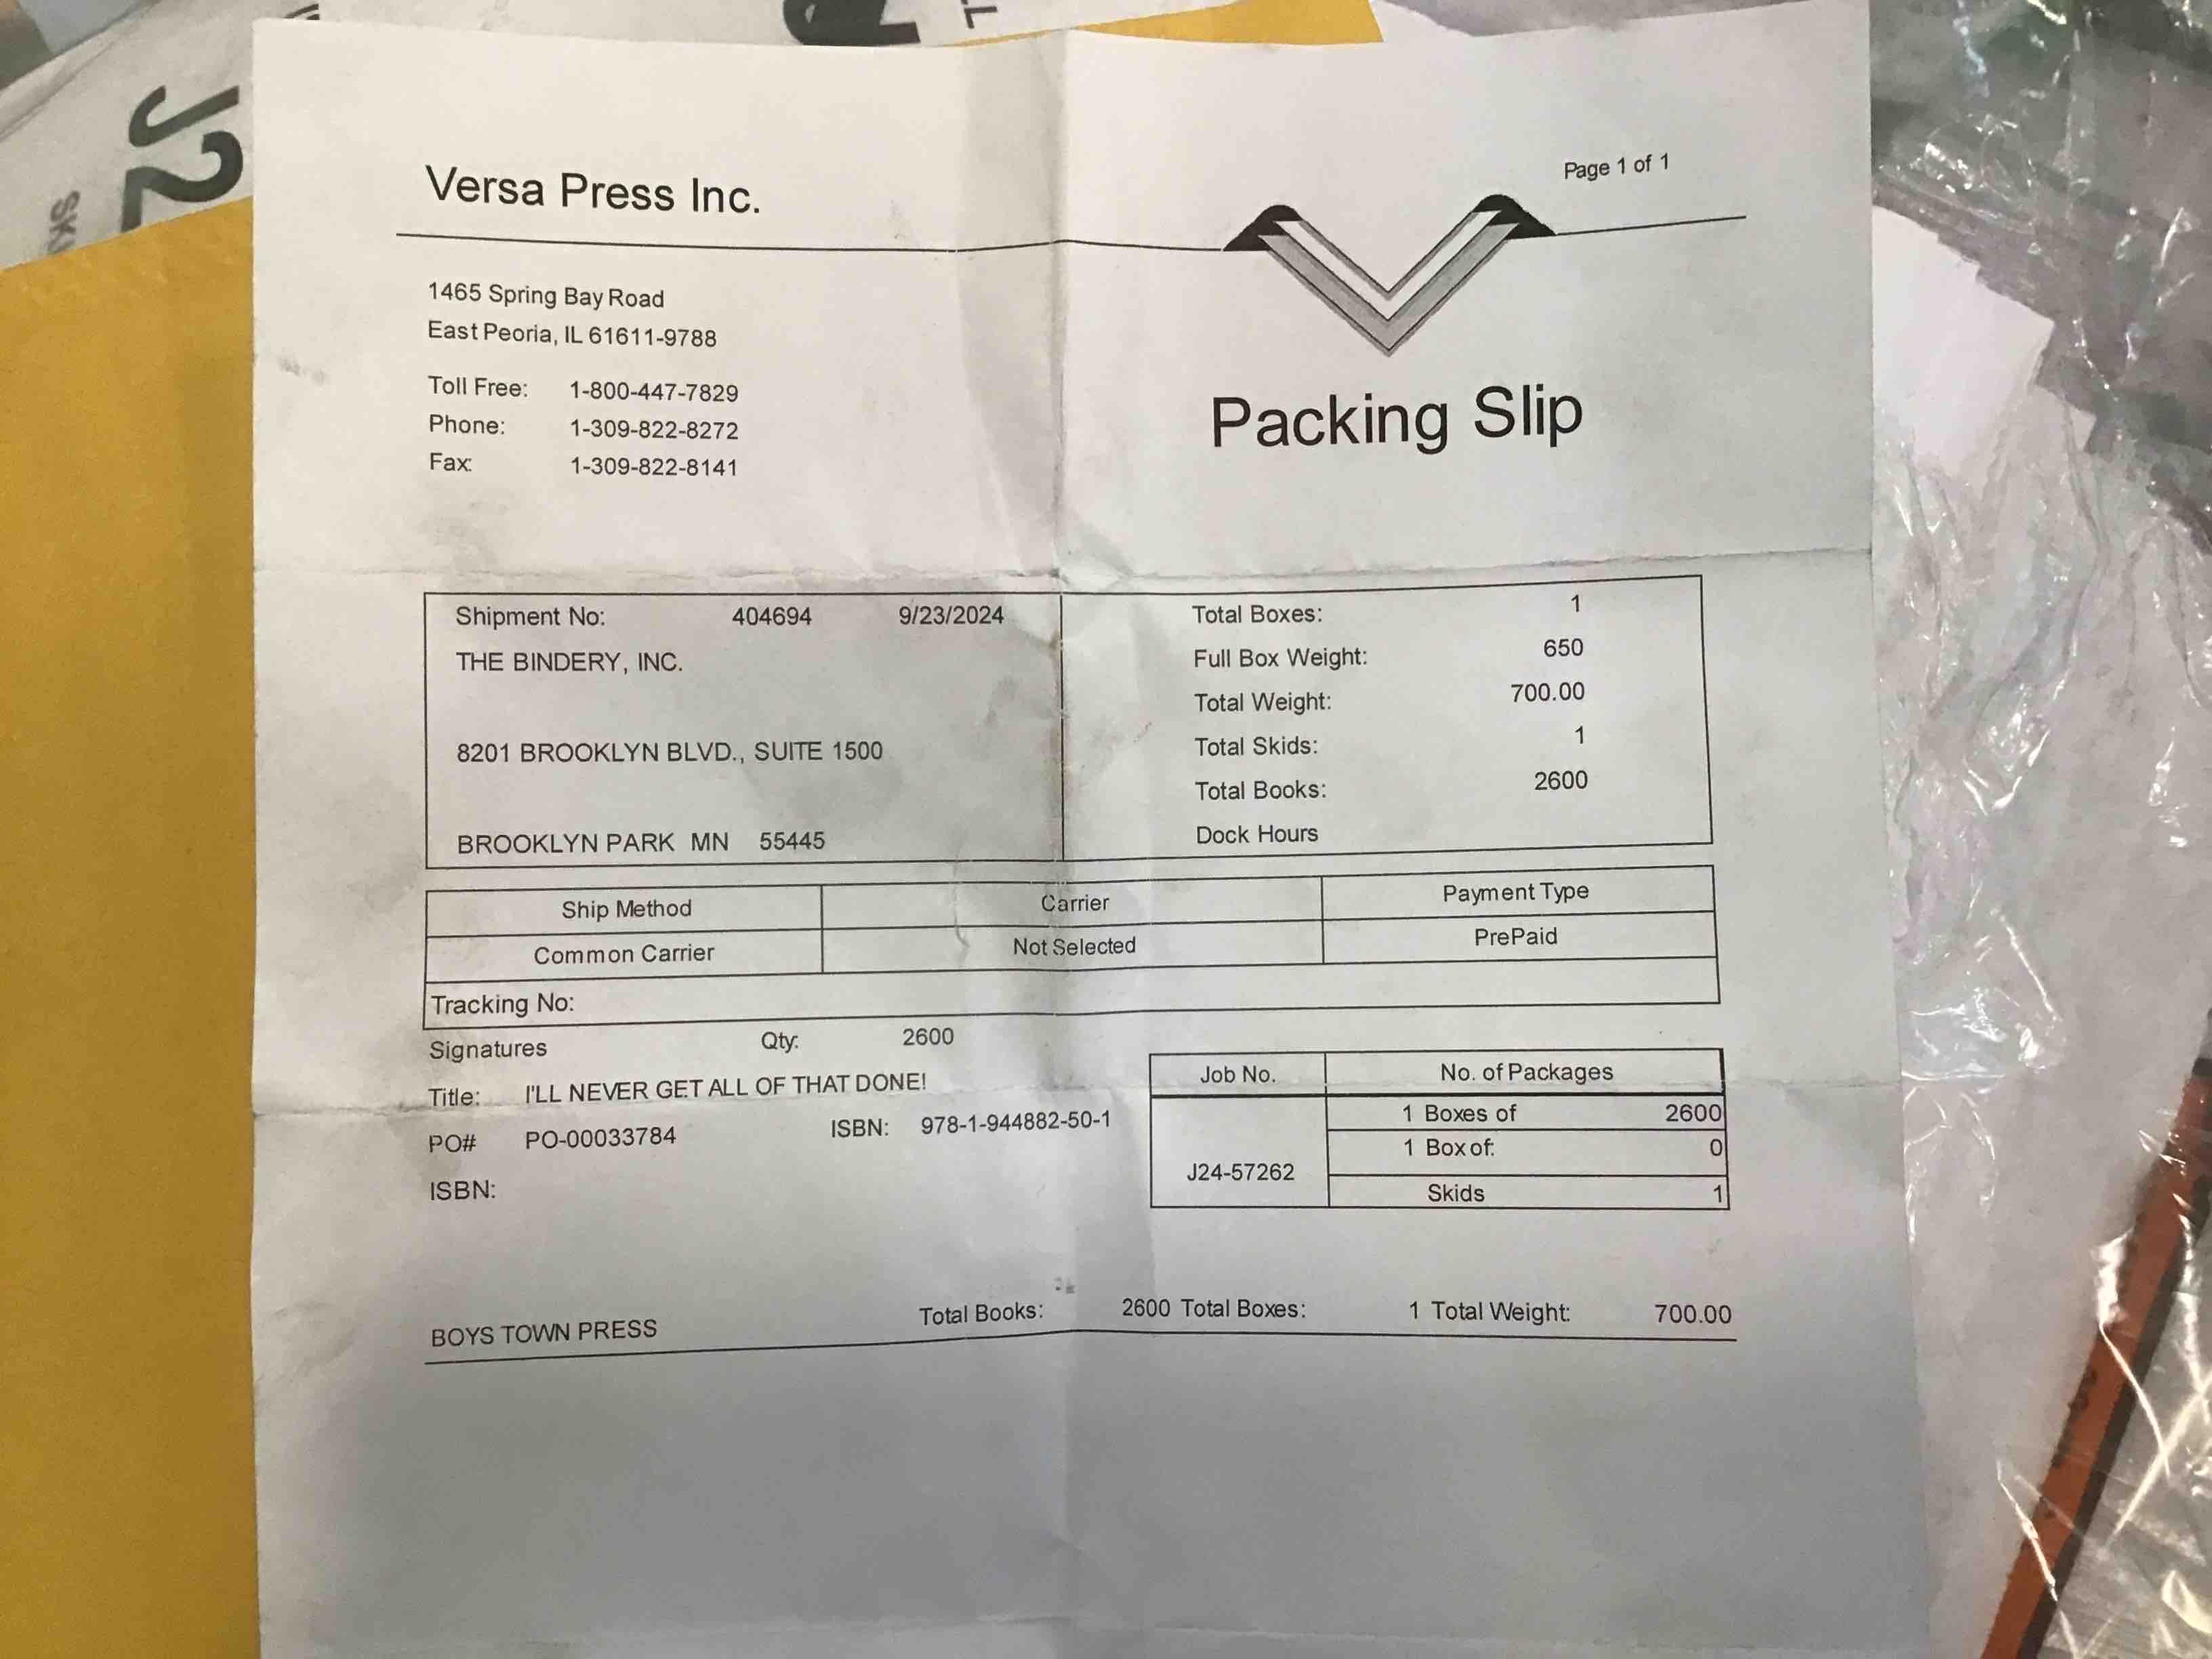 J2
SK
Page 1 of 1
Versa Press Inc.
1465 Spring Bay Road
East Peoria, IL 61611-9788
Toll Free: 1-800-447-7829
Phone: 1-309-822-8272
Fax: 1-309-822-8141
Packing Slip
Shipment No: 404694 9/23/2024
THE BINDERY, INC.
8201 BROOKLYN BLVD., SUITE 1500
BROOKLYN PARK MN 55445
Total Boxes: 1
Full Box Weight: 650
Total Weight: 700.00
Total Skids: 1
Total Books: 2600
Dock Hours
Ship Method Carrier Payment Type
Common Carrier Not Selected PrePaid
Tracking No:
Signatures Qty: 2600
Title: I'LL NEVER GET ALL OF THAT DONE!
PO# PO-00033784 ISBN: 978-1-944882-50-1
ISBN:
Job No. No. of Packages
J24-57262
1 Boxes of 2600
1 Box of: 0
Skids 1
BOYS TOWN PRESS Total Books: 2600 Total Boxes: 1 Total Weight: 700.00